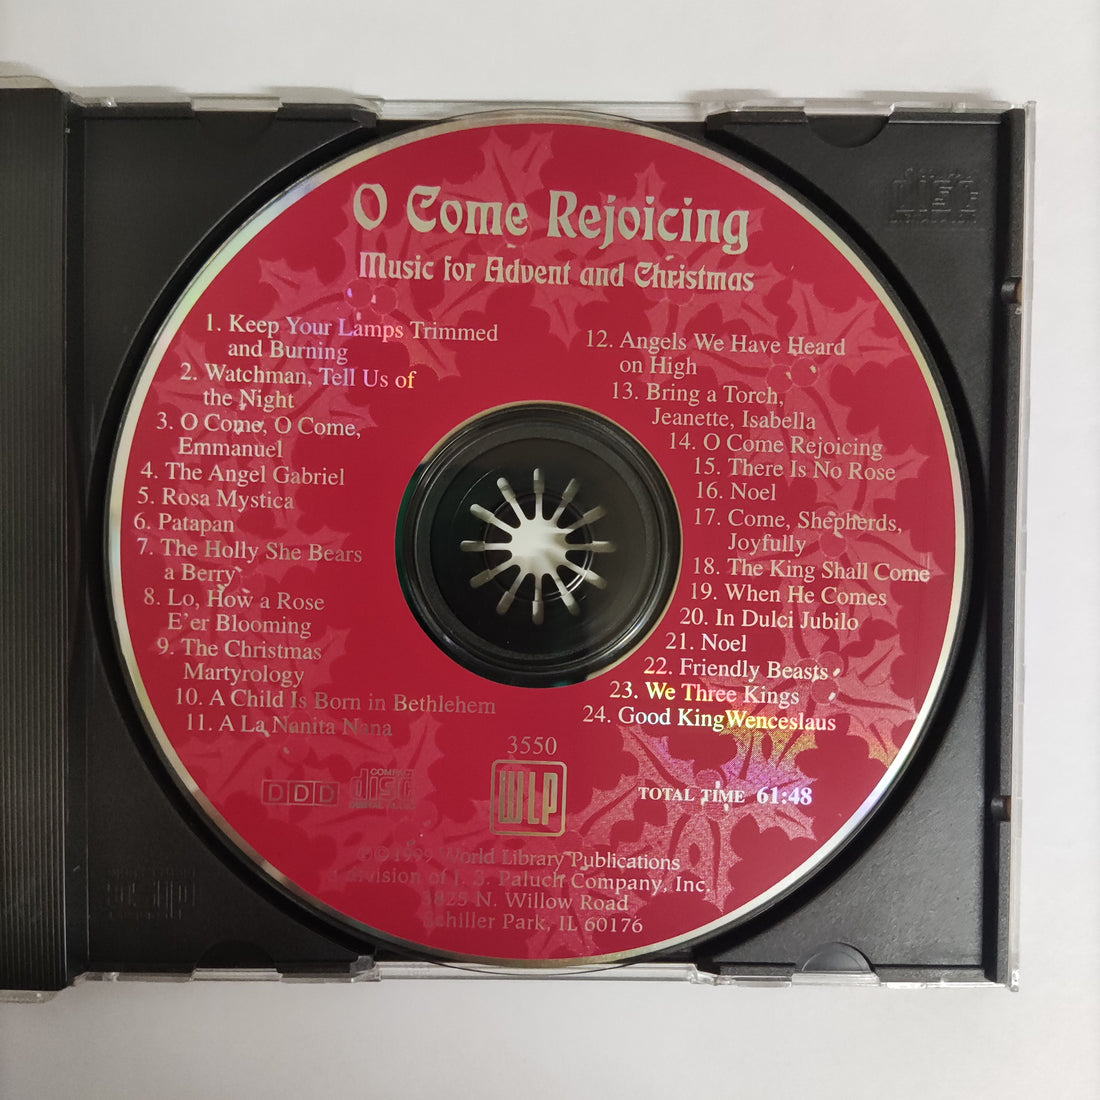 O Come Rejoicing
Music for Advent and Christmas
1. Keep Your Lamps Trimmed
and Burning
2. Watchman, Tell Us of
the Night
3. O Come, O Come,
Emmanuel
4. The Angel Gabriel
5. Rosa Mystica
6. Patapan
7. The Holly She Bears
a Berry
8. Lo, How a Rose
E'er Blooming
9. The Christmas
Martyrology
10. A Child Is Born in Bethlehem
11. A La Nanita Nana
12. Angels We Have Heard
on High
13. Bring a Torch,
Jeanette, Isabella
14. O Come Rejoicing
15. There Is No Rose
16. Noel
17. Come, Shepherds,
Joyfully
18. The King Shall Come
19. When He Comes
20. In Dulci Jubilo
21. Noel
22. Friendly Beasts
23. We Three Kings
24. Good KingWenceslaus
3550
WLP
DDD
COMPACT
disc
DIGITAL AUDIO
TOTAL TIME 61:48
©℗1999 World Library Publications
a division of J. S. Paluch Company, Inc.
3825 N. Willow Road
Schiller Park, IL 60176